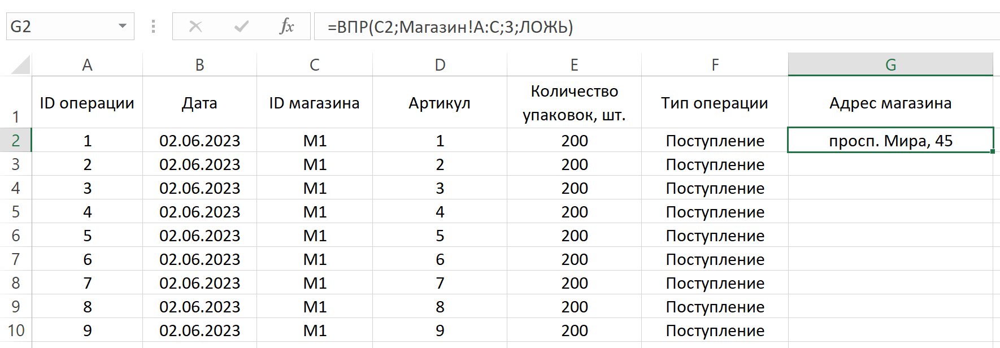 G2 fx =ВПР(C2;Магазин!A:C;3;ЛОЖЬ)
A B C D E F G
1 ID операции Дата ID магазина Артикул Количество упаковок, шт. Тип операции Адрес магазина
2 1 02.06.2023 M1 1 200 Поступление просп. Мира, 45
3 2 02.06.2023 M1 2 200 Поступление
4 3 02.06.2023 M1 3 200 Поступление
5 4 02.06.2023 M1 4 200 Поступление
6 5 02.06.2023 M1 5 200 Поступление
7 6 02.06.2023 M1 6 200 Поступление
8 7 02.06.2023 M1 7 200 Поступление
9 8 02.06.2023 M1 8 200 Поступление
10 9 02.06.2023 M1 9 200 Поступление